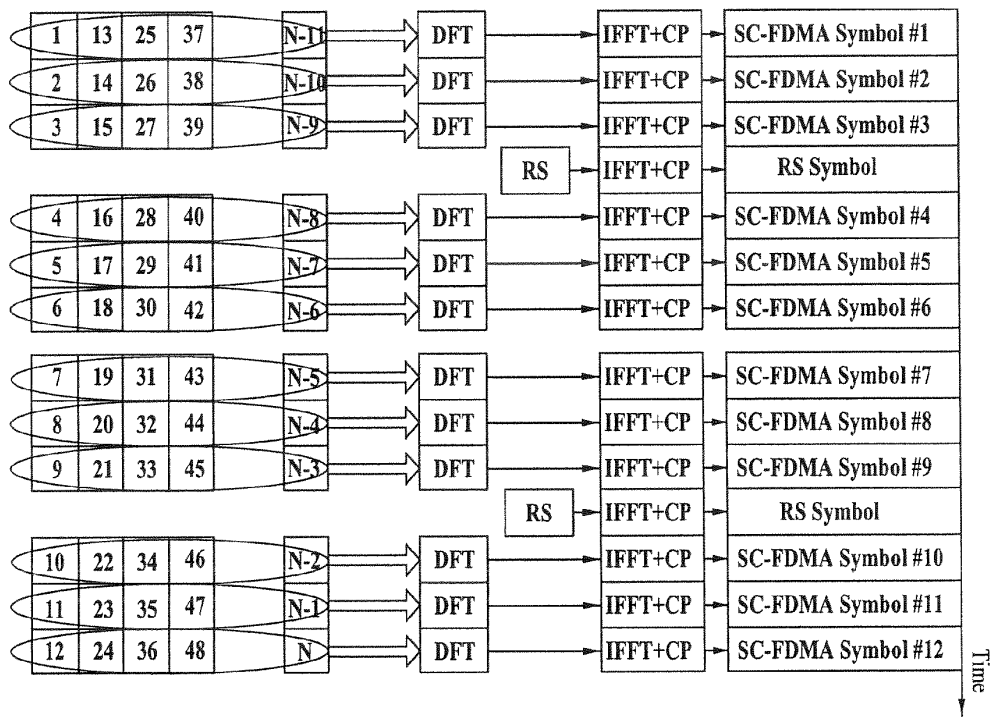 1 13 25 37 N-11 DFT IFFT+CP SC-FDMA Symbol #1
2 14 26 38 N-10 DFT IFFT+CP SC-FDMA Symbol #2
3 15 27 39 N-9 DFT IFFT+CP SC-FDMA Symbol #3
RS IFFT+CP RS Symbol
4 16 28 40 N-8 DFT IFFT+CP SC-FDMA Symbol #4
5 17 29 41 N-7 DFT IFFT+CP SC-FDMA Symbol #5
6 18 30 42 N-6 DFT IFFT+CP SC-FDMA Symbol #6
7 19 31 43 N-5 DFT IFFT+CP SC-FDMA Symbol #7
8 20 32 44 N-4 DFT IFFT+CP SC-FDMA Symbol #8
9 21 33 45 N-3 DFT IFFT+CP SC-FDMA Symbol #9
RS IFFT+CP RS Symbol
10 22 34 46 N-2 DFT IFFT+CP SC-FDMA Symbol #10
11 23 35 47 N-1 DFT IFFT+CP SC-FDMA Symbol #11
12 24 36 48 N DFT IFFT+CP SC-FDMA Symbol #12
Time